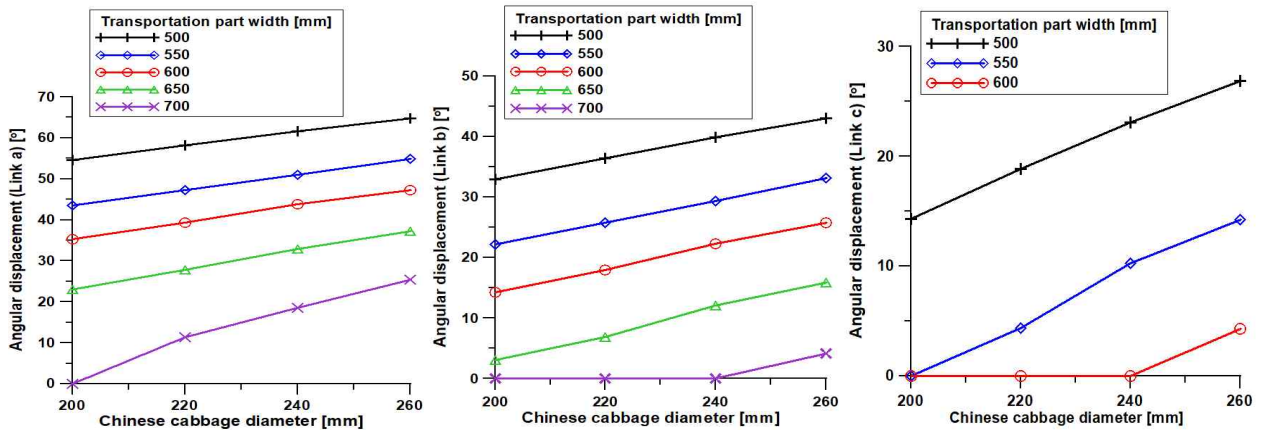 Transportation part width [mm]
500
550
600
650
700
Angular displacement (Link a) [º]
70
60
50
40
30
20
10
0
200 220 240 260
Chinese cabbage diameter [mm]
Transportation part width [mm]
500
550
600
650
700
Angular displacement (Link b) [º]
50
40
30
20
10
0
200 220 240 260
Chinese cabbage diameter [mm]
Transportation part width [mm]
500
550
600
Angular displacement (Link c) [º]
30
20
10
0
200 220 240 260
Chinese cabbage diameter [mm]